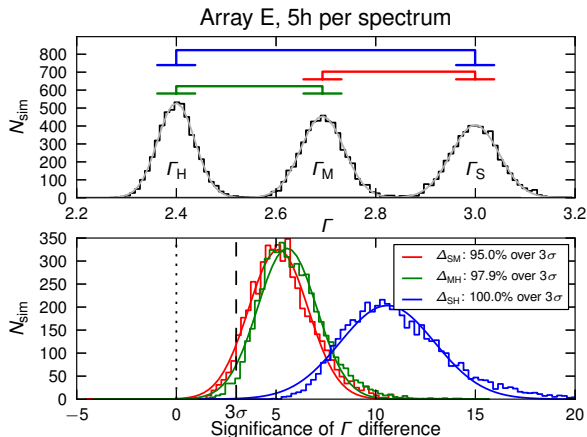 Array E, 5h per spectrum
900
800
700
600
500
400
300
200
100
0
N_sim
Γ_H
Γ_M
Γ_S
2.2 2.4 2.6 2.8 3.0 3.2
Γ
350
300
250
200
150
100
50
0
N_sim
Δ_SM: 95.0% over 3σ
Δ_MH: 97.9% over 3σ
Δ_SH: 100.0% over 3σ
−5 0 3σ 5 10 15 20
Significance of Γ difference